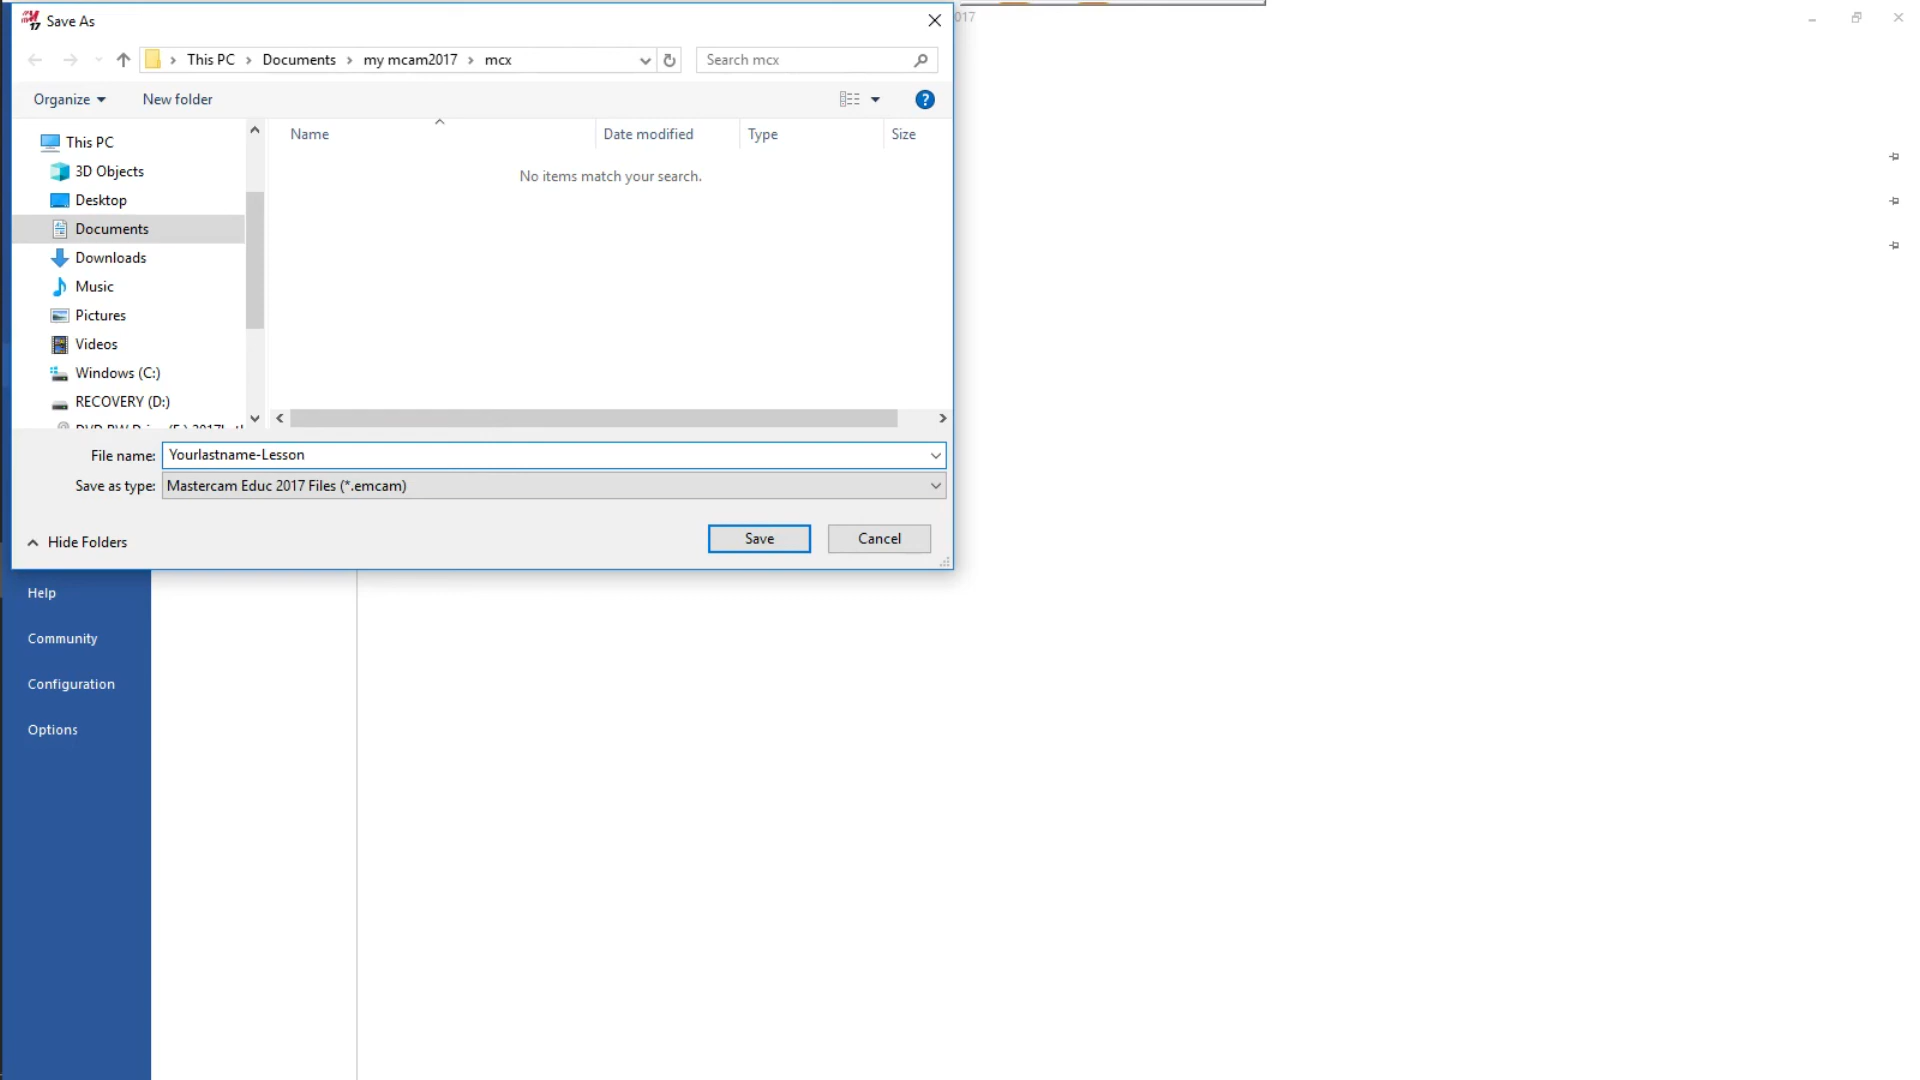 Save As
017
This PC > Documents > my mcam2017 > mcx
Search mcx
Organize
New folder
?
This PC
3D Objects
Desktop
Documents
Downloads
Music
Pictures
Videos
Windows (C:)
RECOVERY (D:)
Name
Date modified
Type
Size
No items match your search.
File name:
Yourlastname-Lesson
Save as type:
Mastercam Educ 2017 Files (*.emcam)
Hide Folders
Save
Cancel
Help
Community
Configuration
Options